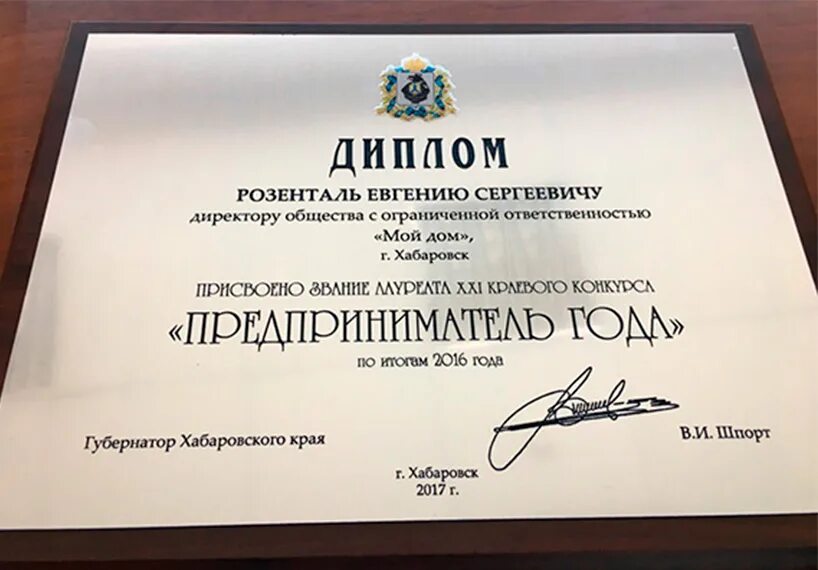 ДИПЛОМ
РОЗЕНТАЛЬ ЕВГЕНИЮ СЕРГЕЕВИЧУ
директору общества с ограниченной ответственностью
«Мой дом»,
г. Хабаровск
ПРИСВОЕНО ЗВАНИЕ ЛАУРЕАТА XXI КРАЕВОГО КОНКУРСА
«ПРЕДПРИНИМАТЕЛЬ ГОДА»
по итогам 2016 года
Губернатор Хабаровского края
В.И. Шпорт
г. Хабаровск
2017 г.